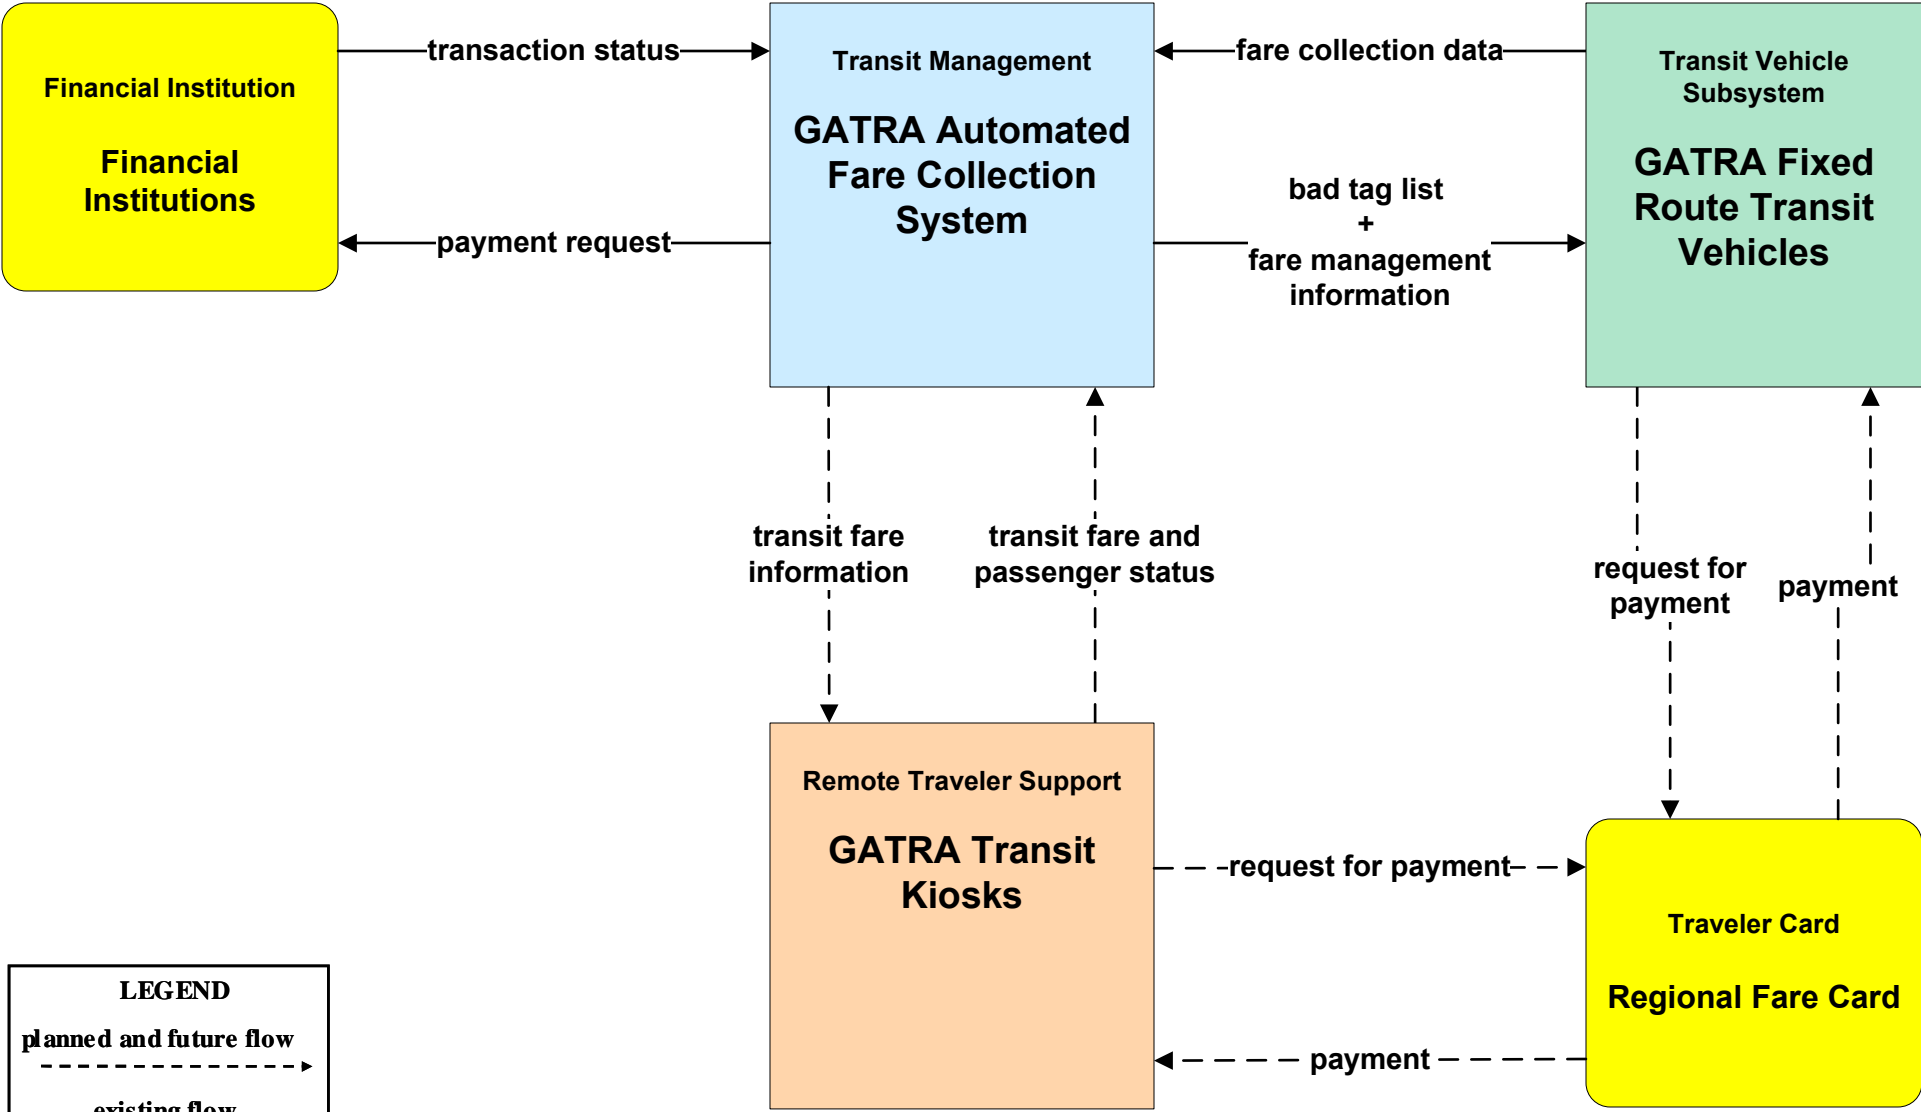 Financial Institution
Financial
Institutions
transaction status
payment request
Transit Management
GATRA Automated
Fare Collection
System
fare collection data
bad tag list
+
fare management
information
Transit Vehicle
Subsystem
GATRA Fixed
Route Transit
Vehicles
transit fare
information
transit fare and
passenger status
request for
payment
payment
Remote Traveler Support
GATRA Transit
Kiosks
request for payment
payment
Traveler Card
Regional Fare Card
LEGEND
planned and future flow
existing flow